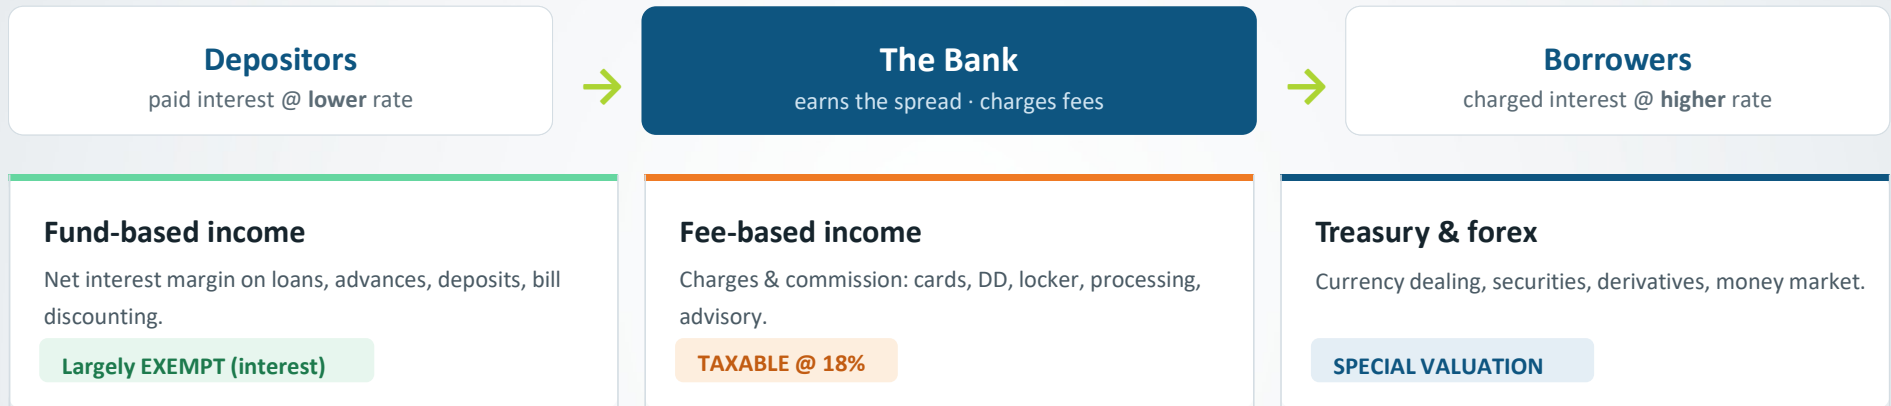 Depositors
paid interest @ lower rate
→
The Bank
earns the spread · charges fees
→
Borrowers
charged interest @ higher rate
Fund-based income
Net interest margin on loans, advances, deposits, bill
discounting.
Largely EXEMPT (interest)
Fee-based income
Charges & commission: cards, DD, locker, processing,
advisory.
TAXABLE @ 18%
Treasury & forex
Currency dealing, securities, derivatives, money market.
SPECIAL VALUATION